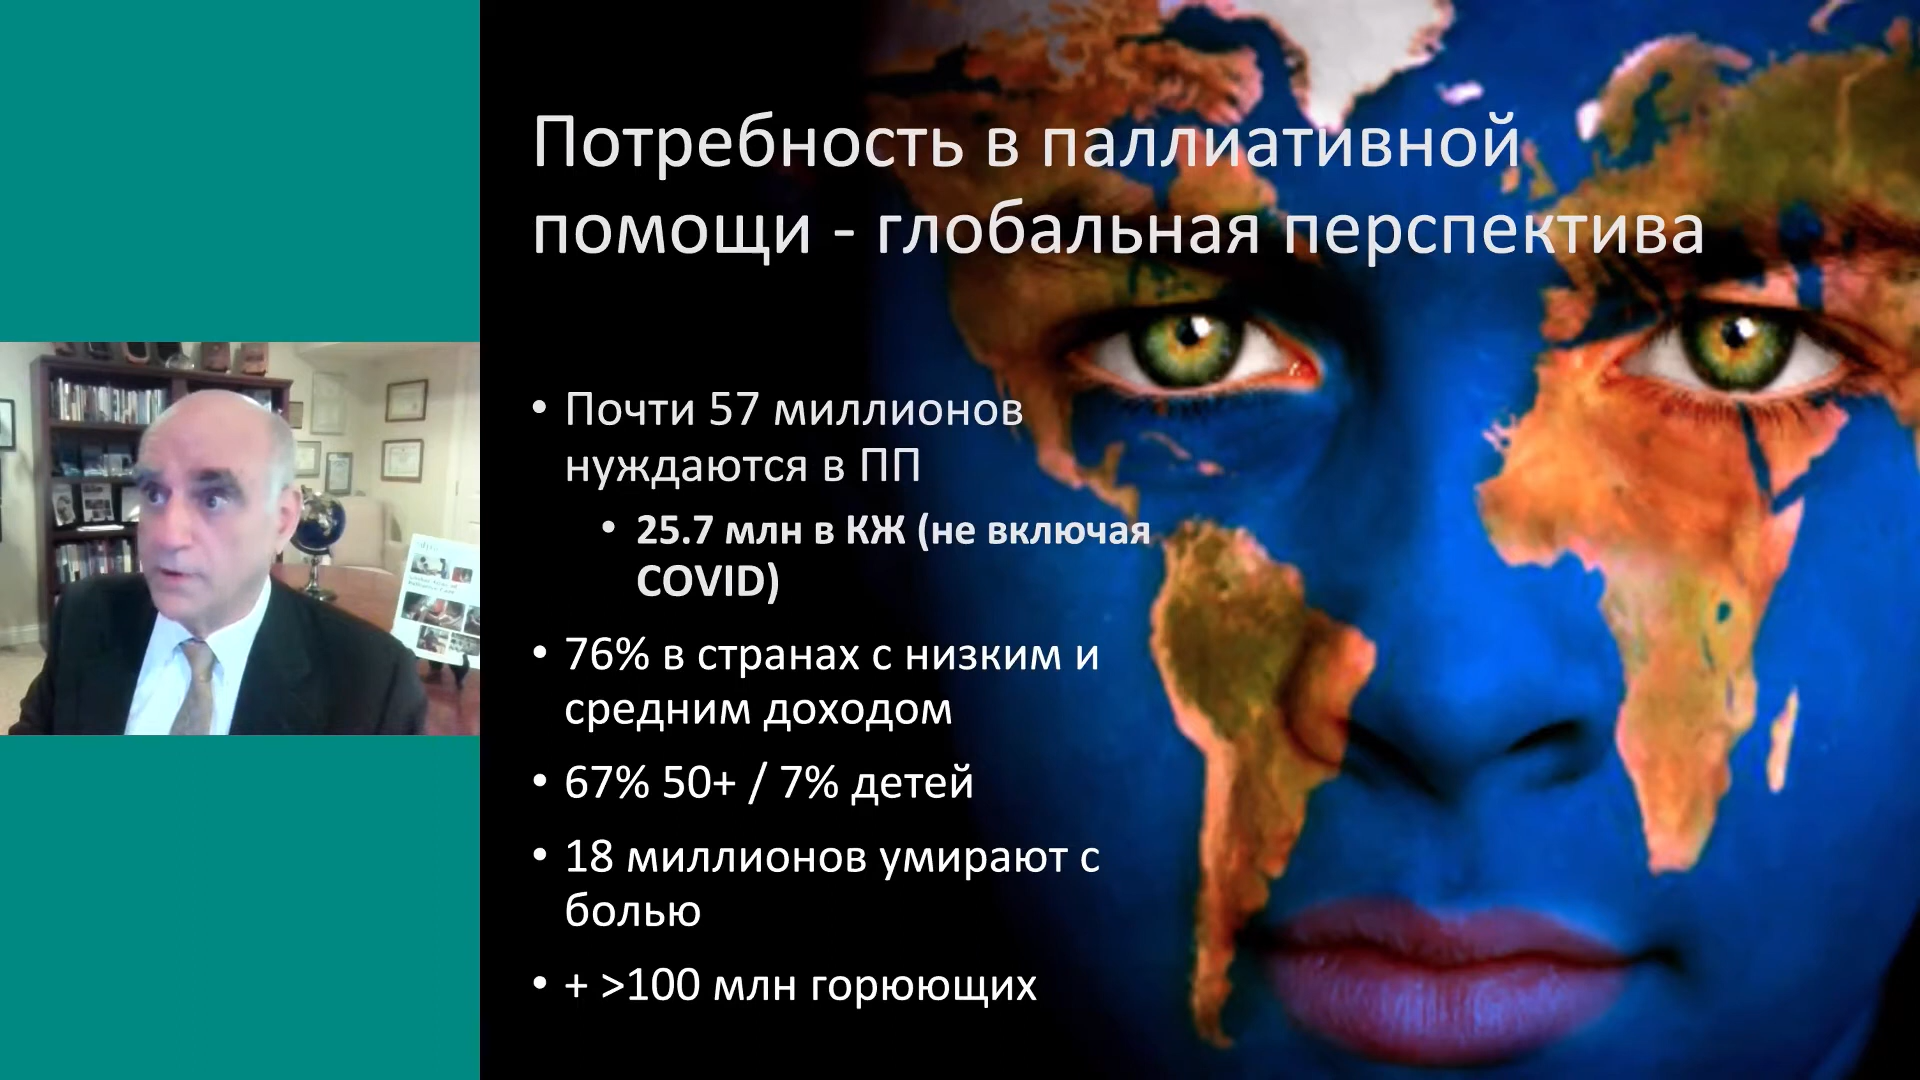 Потребность в паллиативной
помощи - глобальная перспектива
• Почти 57 миллионов
нуждаются в ПП
• 25.7 млн в КЖ (не включая
COVID)
• 76% в странах с низким и
средним доходом
• 67% 50+ / 7% детей
• 18 миллионов умирают с
болью
• + >100 млн горюющих